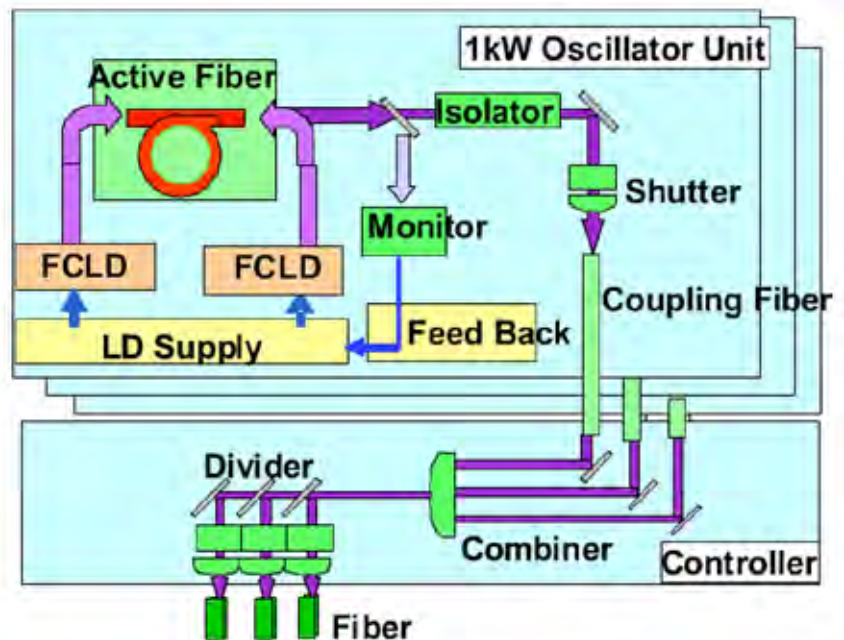 1kW Oscillator Unit
Active Fiber
Isolator
Shutter
Monitor
FCLD
FCLD
Coupling Fiber
LD Supply
Feed Back
Divider
Combiner
Controller
Fiber